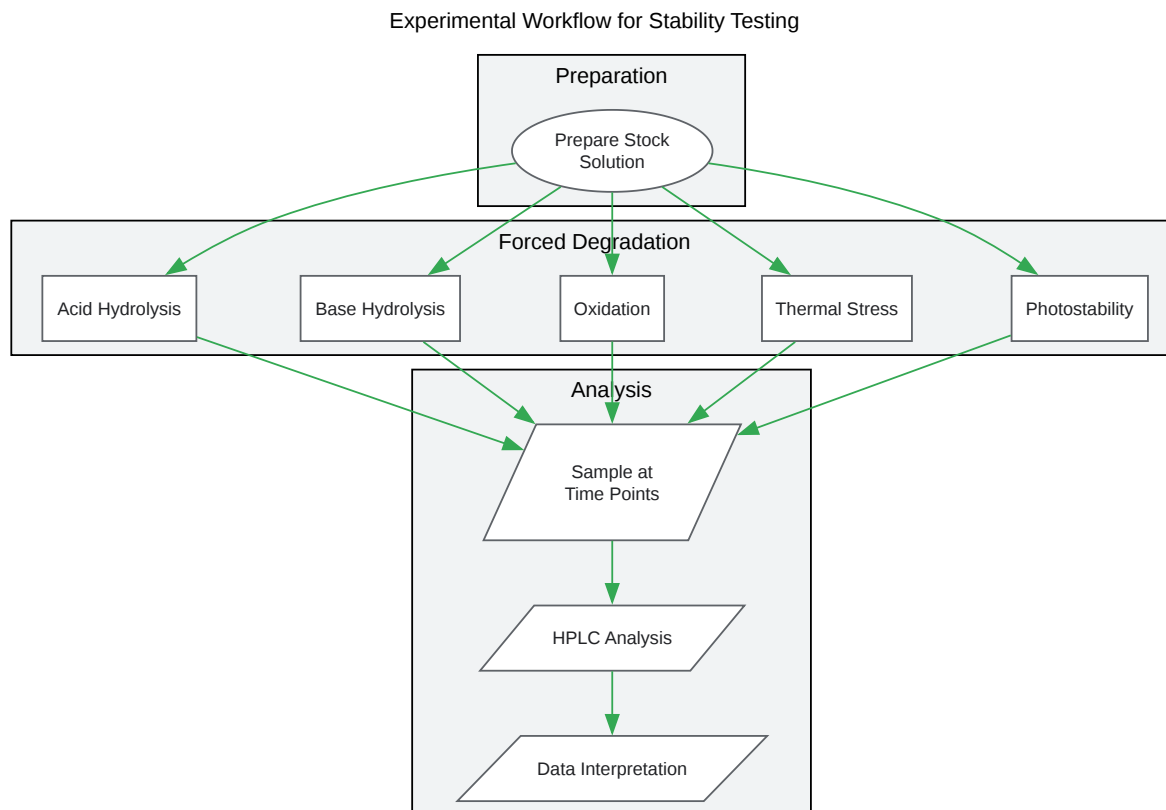 Experimental Workflow for Stability Testing
Preparation
Prepare Stock
Solution
Forced Degradation
Acid Hydrolysis
Base Hydrolysis
Oxidation
Thermal Stress
Photostability
Analysis
Sample at
Time Points
HPLC Analysis
Data Interpretation